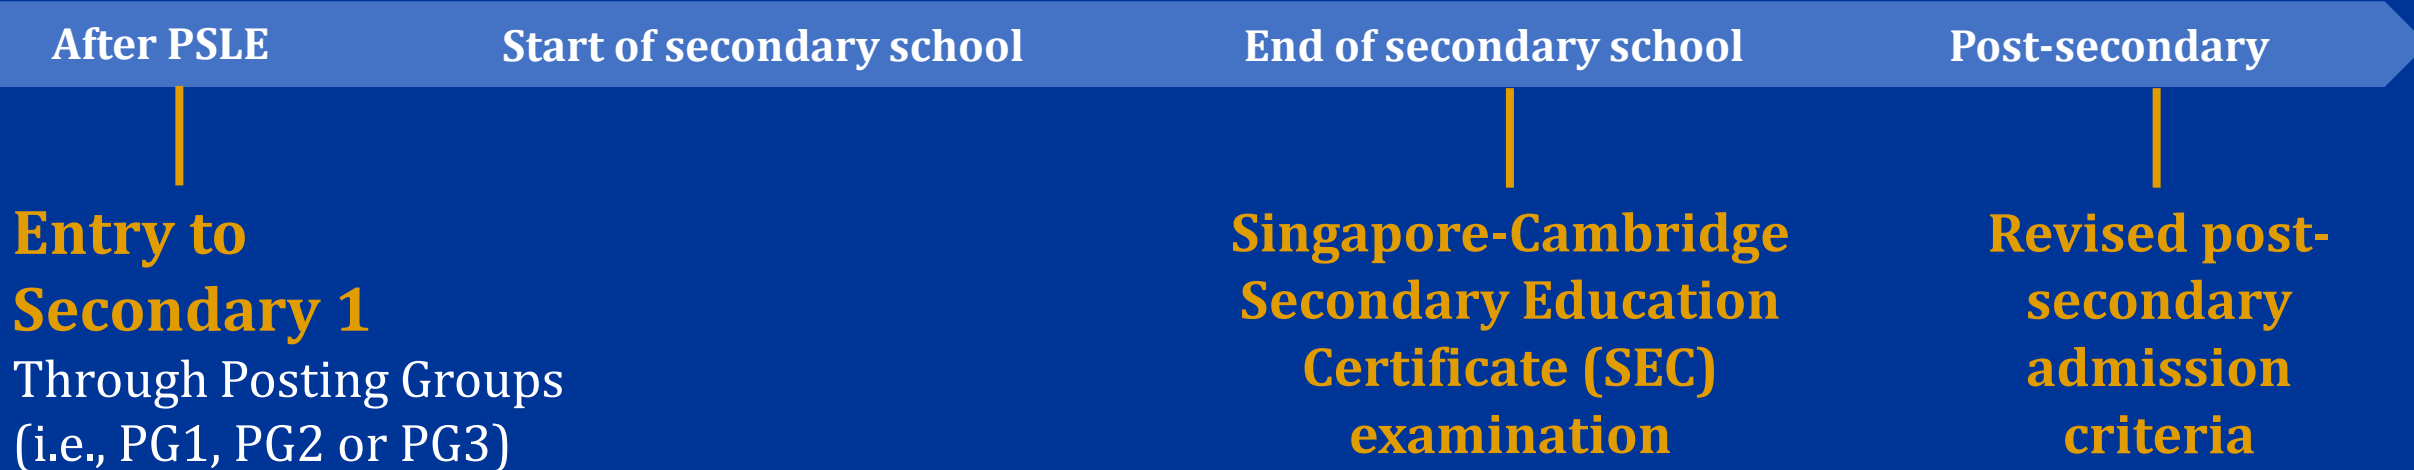 After PSLE
Start of secondary school
End of secondary school
Post-secondary
Entry to
Secondary 1
Through Posting Groups
(i.e., PG1, PG2 or PG3)
Singapore-Cambridge
Secondary Education
Certificate (SEC)
examination
Revised post-
secondary
admission
criteria